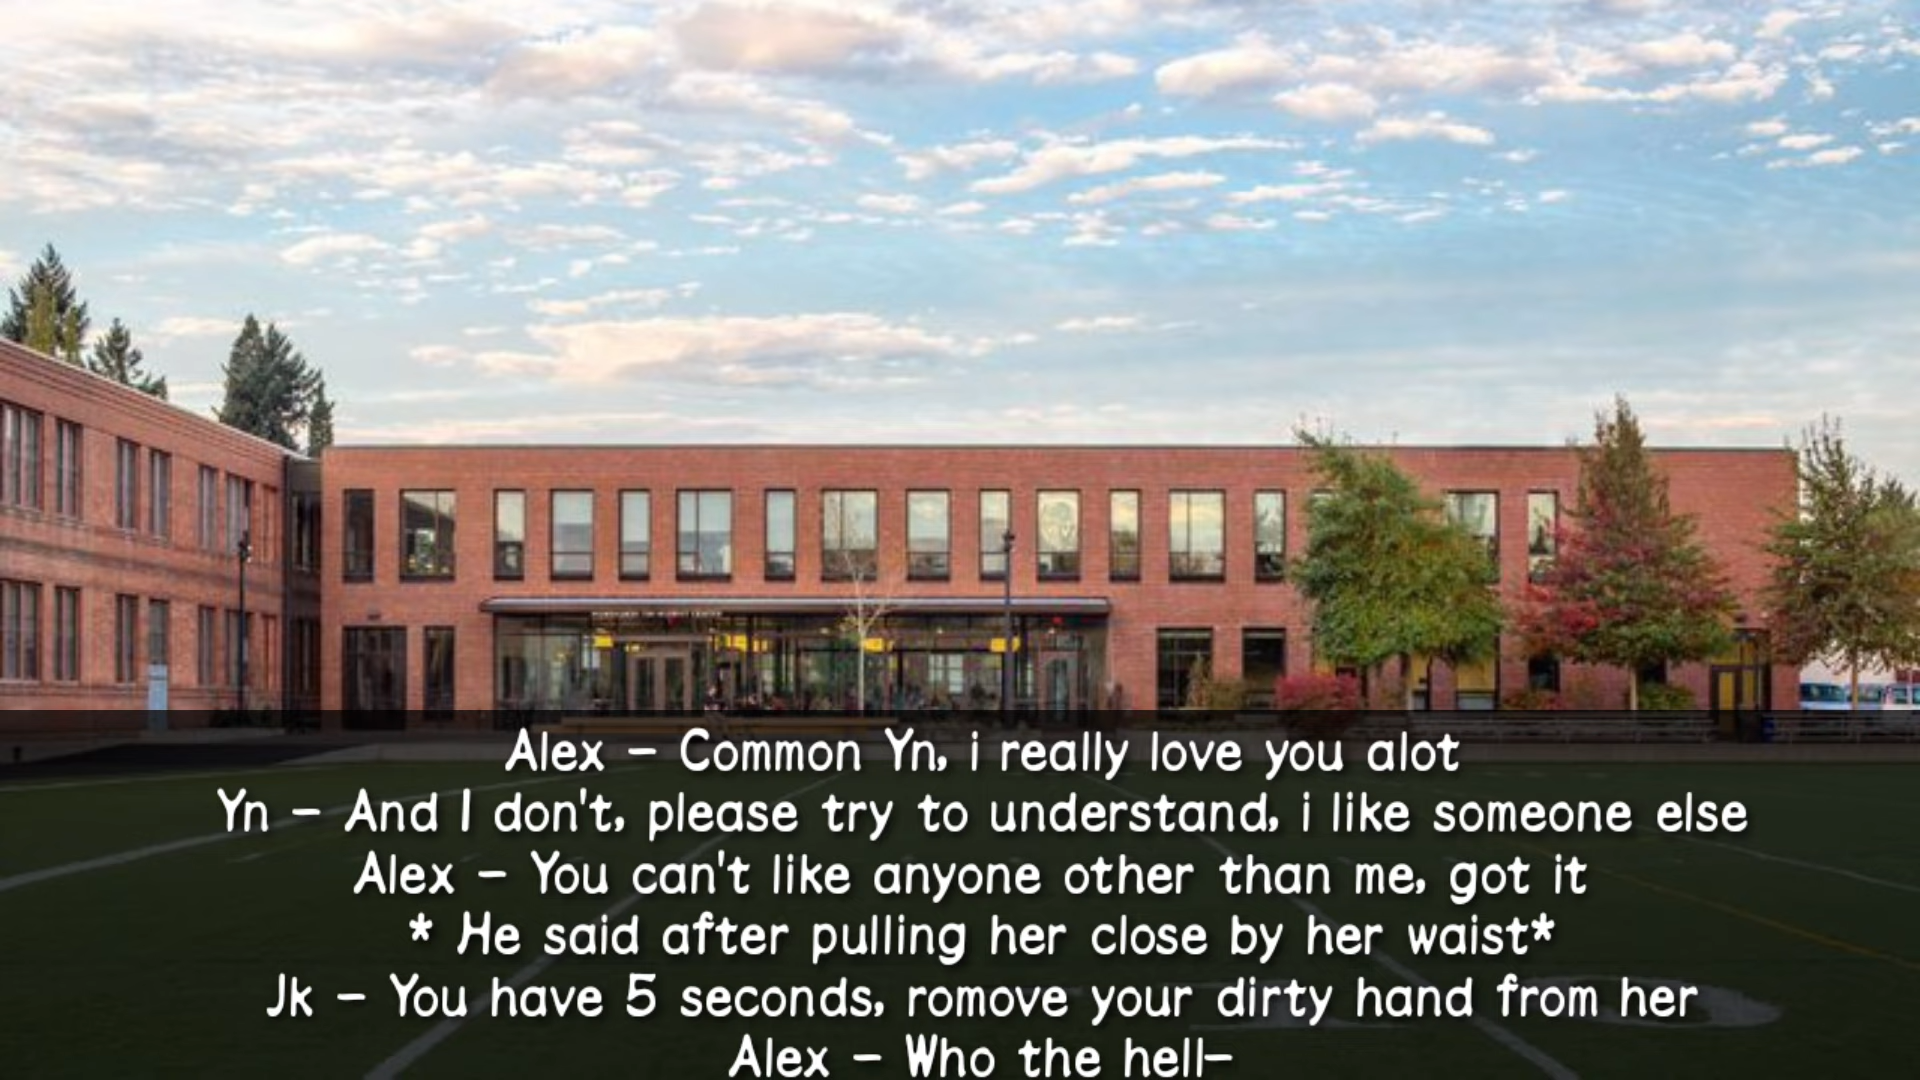 Alex - Common Yn, i really love you alot
Yn - And I don't, please try to understand, i like someone else
Alex - You can't like anyone other than me, got it
* He said after pulling her close by her waist*
Jk - You have 5 seconds, romove your dirty hand from her
Alex - Who the hell-